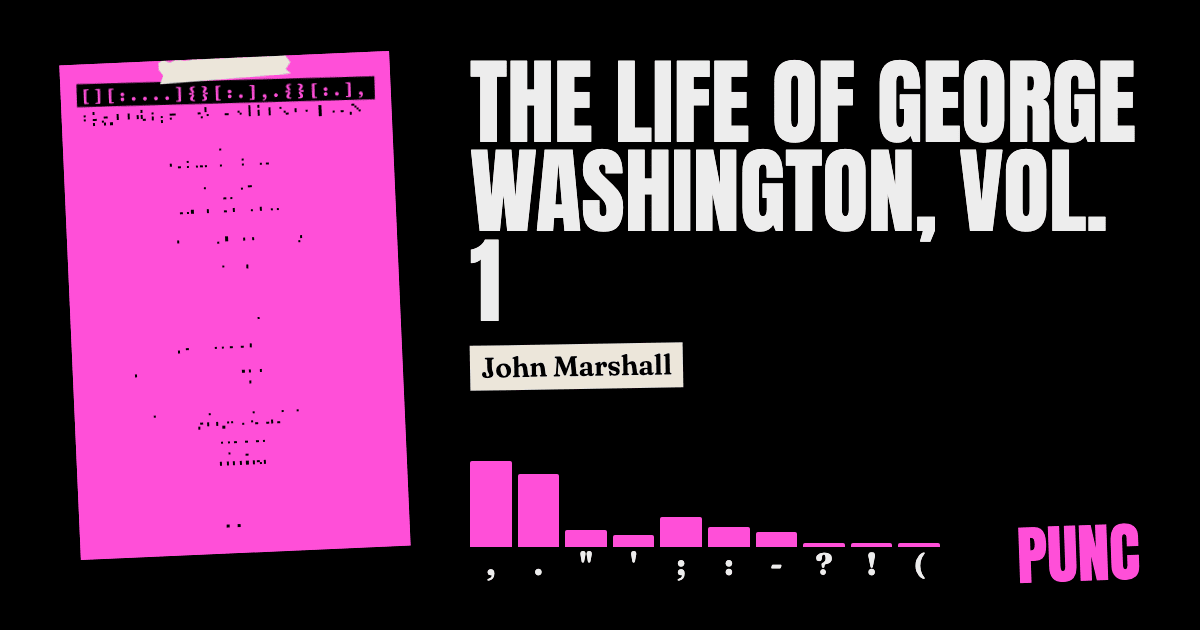 [][:....]{}[:.],.{}[:.],
THE LIFE OF GEORGE
WASHINGTON, VOL.
1
John Marshall
, . " ' ; : - ? ! (
PUNC